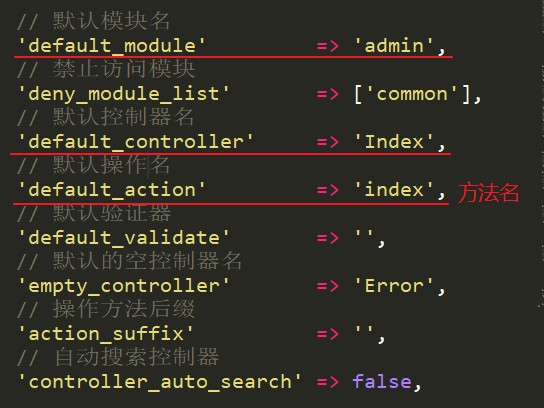 // 默认模块名
'default_module' => 'admin',
// 禁止访问模块
'deny_module_list' => ['common'],
// 默认控制器名
'default_controller' => 'Index',
// 默认操作名
'default_action' => 'index', 方法名
// 默认验证器
'default_validate' => '',
// 默认的空控制器名
'empty_controller' => 'Error',
// 操作方法后缀
'action_suffix' => '',
// 自动搜索控制器
'controller_auto_search' => false,